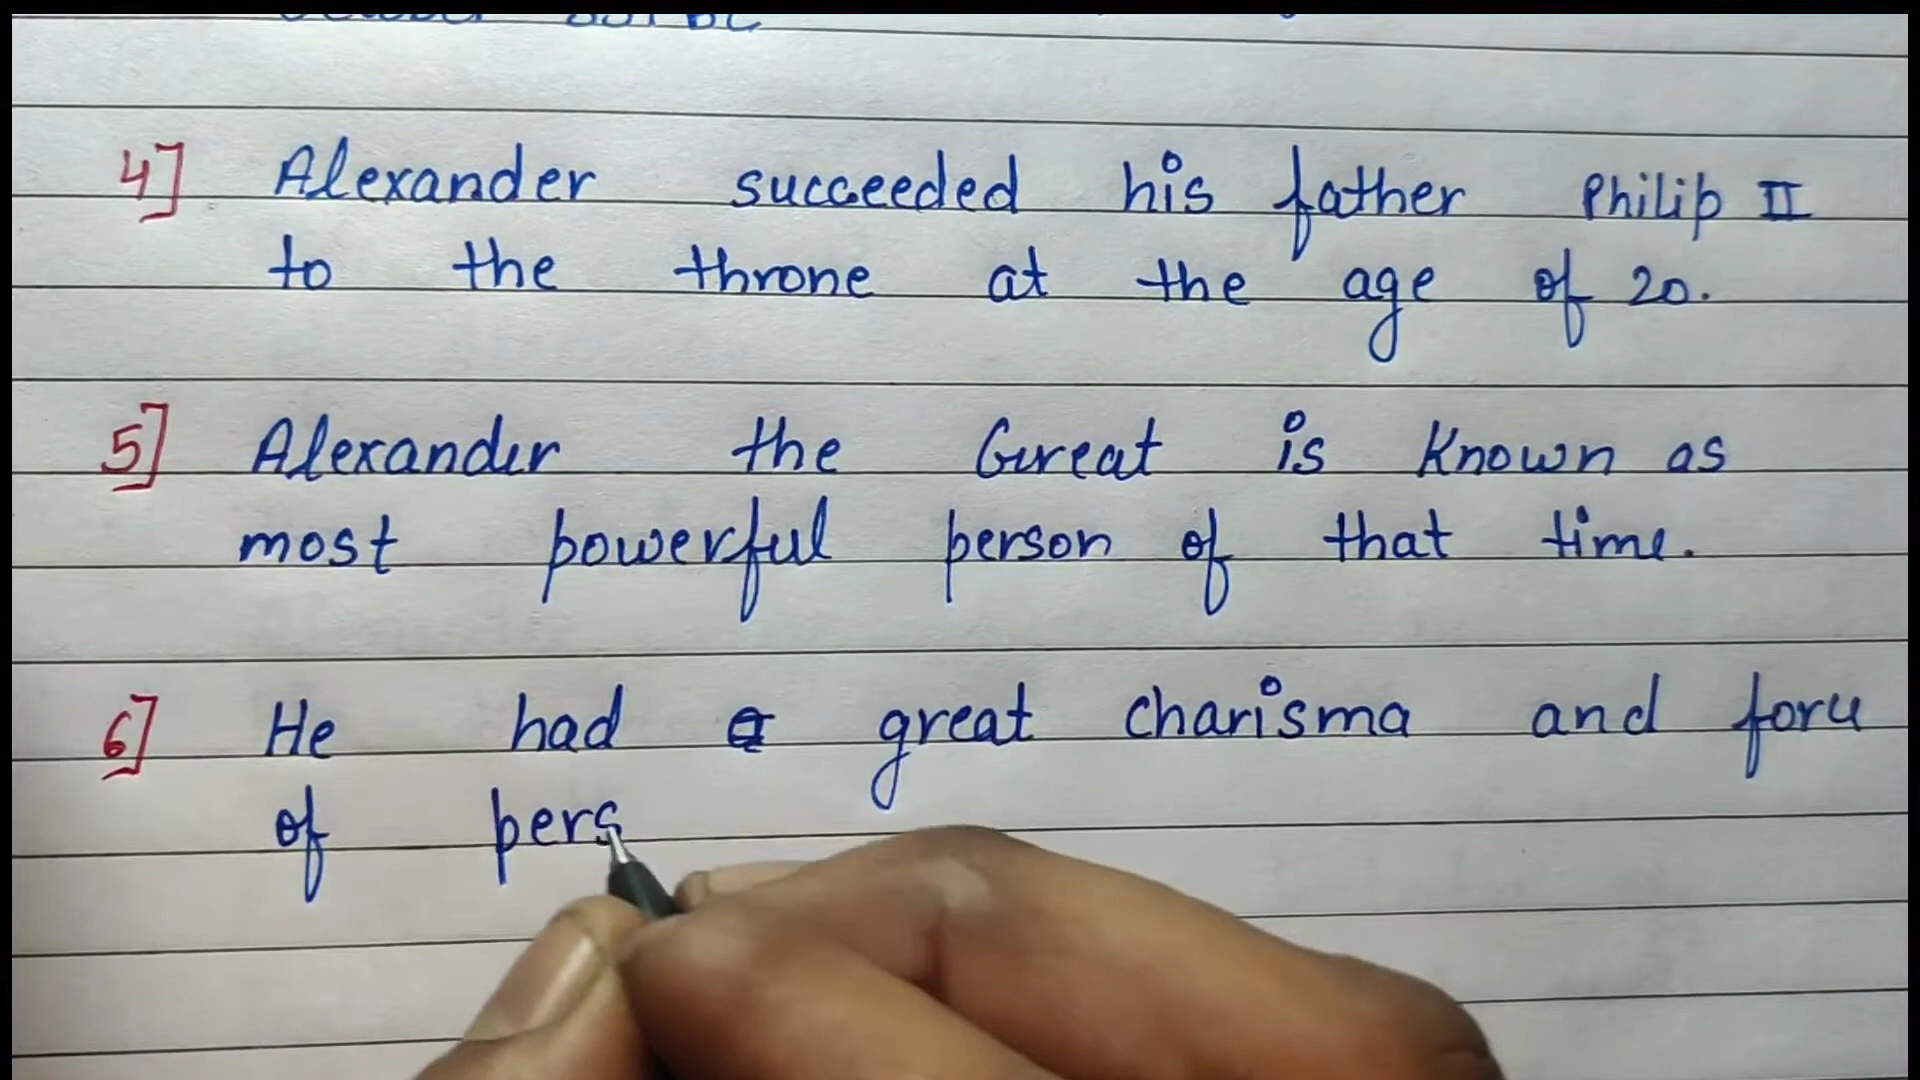 4] Alexander succeeded his father Philip II
to the throne at the age of 20.
5] Alexander the Great is Known as
most powerful person of that time.
6] He had a great charisma and force
of pers